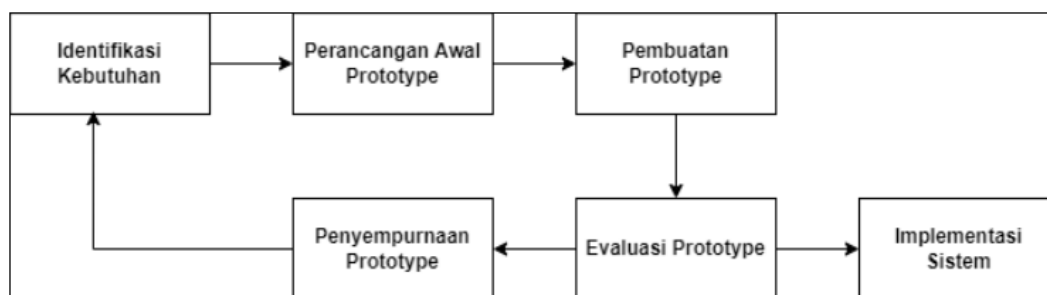 Identifikasi
Kebutuhan
Perancangan Awal
Prototype
Pembuatan
Prototype
Penyempurnaan
Prototype
Evaluasi Prototype
Implementasi
Sistem